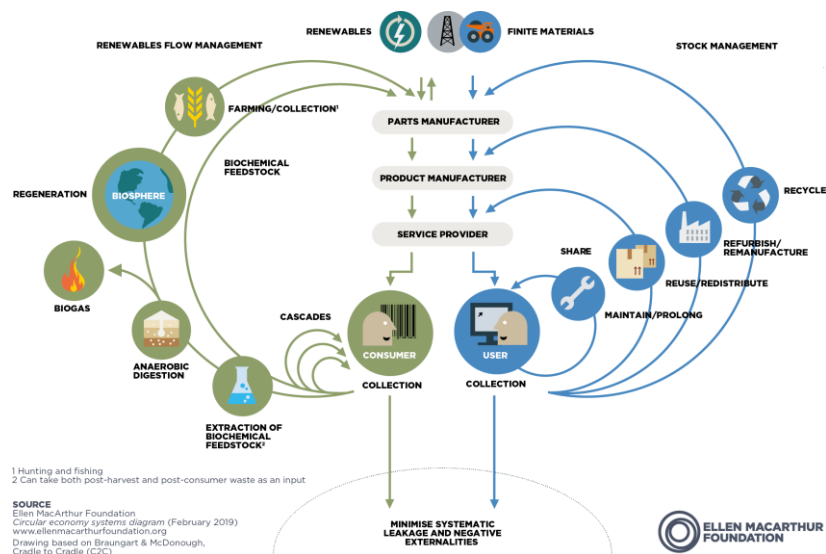 RENEWABLES
FINITE MATERIALS
RENEWABLES FLOW MANAGEMENT
STOCK MANAGEMENT
FARMING/COLLECTION¹
PARTS MANUFACTURER
BIOCHEMICAL
FEEDSTOCK
PRODUCT MANUFACTURER
REGENERATION
BIOSPHERE
RECYCLE
SERVICE PROVIDER
SHARE
REFURBISH/
REMANUFACTURE
REUSE/REDISTRIBUTE
BIOGAS
MAINTAIN/PROLONG
CASCADES
CONSUMER
USER
ANAEROBIC
DIGESTION
COLLECTION
COLLECTION
EXTRACTION OF
BIOCHEMICAL
FEEDSTOCK²
1 Hunting and fishing
2 Can take both post-harvest and post-consumer waste as an input
SOURCE
Ellen MacArthur Foundation
Circular economy systems diagram (February 2019)
www.ellenmacarthurfoundation.org
Drawing based on Braungart & McDonough,
Cradle to Cradle (C2C)
MINIMISE SYSTEMATIC
LEAKAGE AND NEGATIVE
EXTERNALITIES
ELLEN MACARTHUR
FOUNDATION